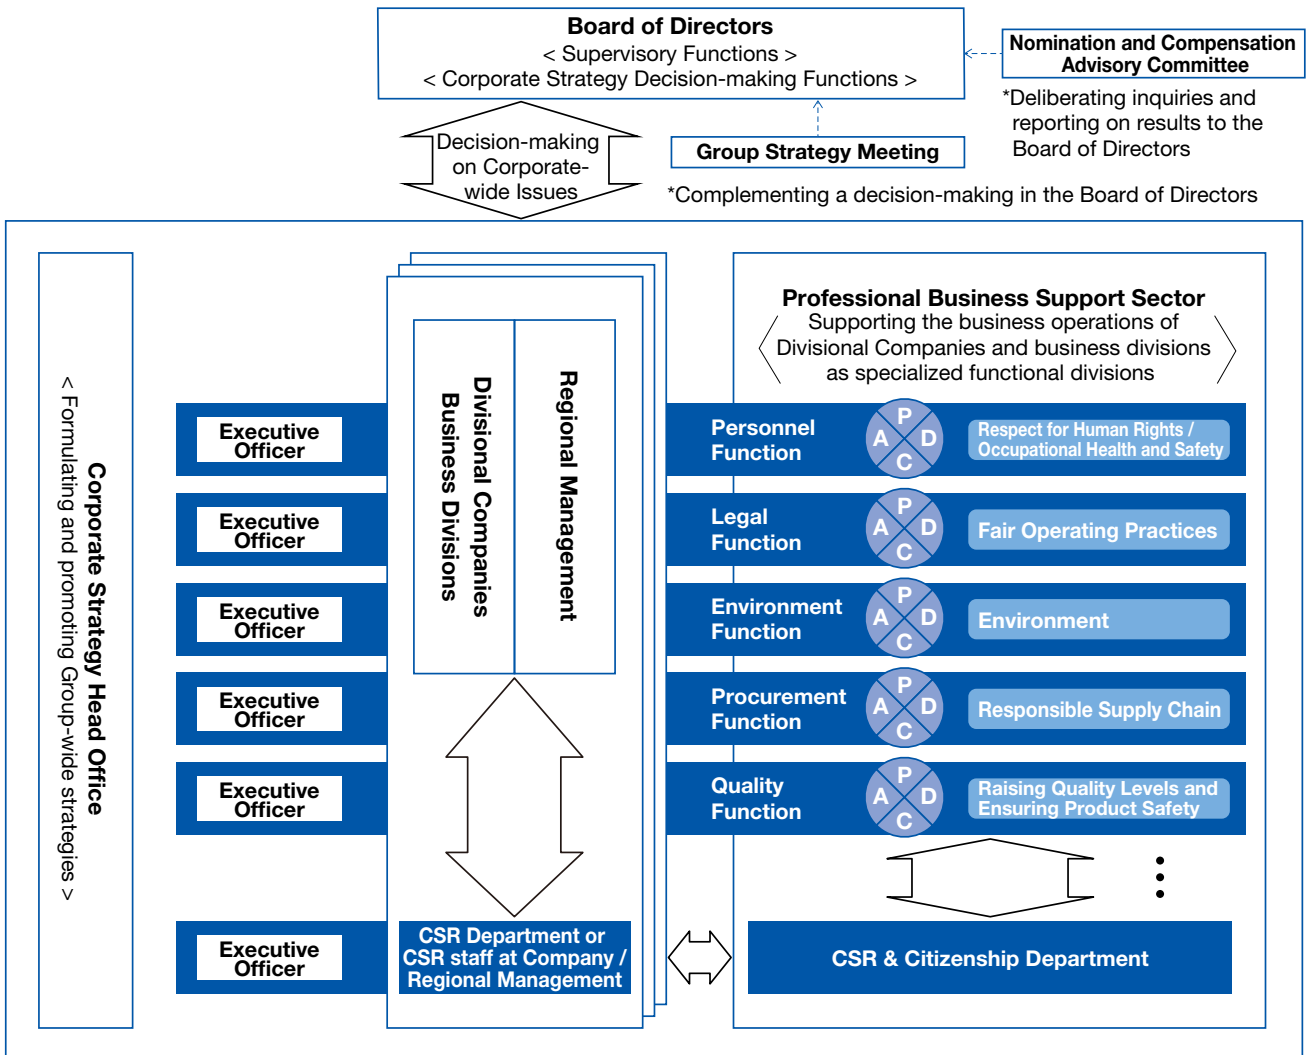 Board of Directors
< Supervisory Functions >
< Corporate Strategy Decision-making Functions >
Nomination and Compensation
Advisory Committee
*Deliberating inquiries and
reporting on results to the
Board of Directors
Decision-making
on Corporate-
wide Issues
Group Strategy Meeting
*Complementing a decision-making in the Board of Directors
Corporate Strategy Head Office
< Formulating and promoting Group-wide strategies >
Divisional Companies
Business Divisions
Regional Management
Professional Business Support Sector
Supporting the business operations of
Divisional Companies and business divisions
as specialized functional divisions
Executive
Officer
Personnel
Function
P
A D
C
Respect for Human Rights /
Occupational Health and Safety
Executive
Officer
Legal
Function
P
A D
C
Fair Operating Practices
Executive
Officer
Environment
Function
P
A D
C
Environment
Executive
Officer
Procurement
Function
P
A D
C
Responsible Supply Chain
Executive
Officer
Quality
Function
P
A D
C
Raising Quality Levels and
Ensuring Product Safety
Executive
Officer
CSR Department or
CSR staff at Company /
Regional Management
CSR & Citizenship Department